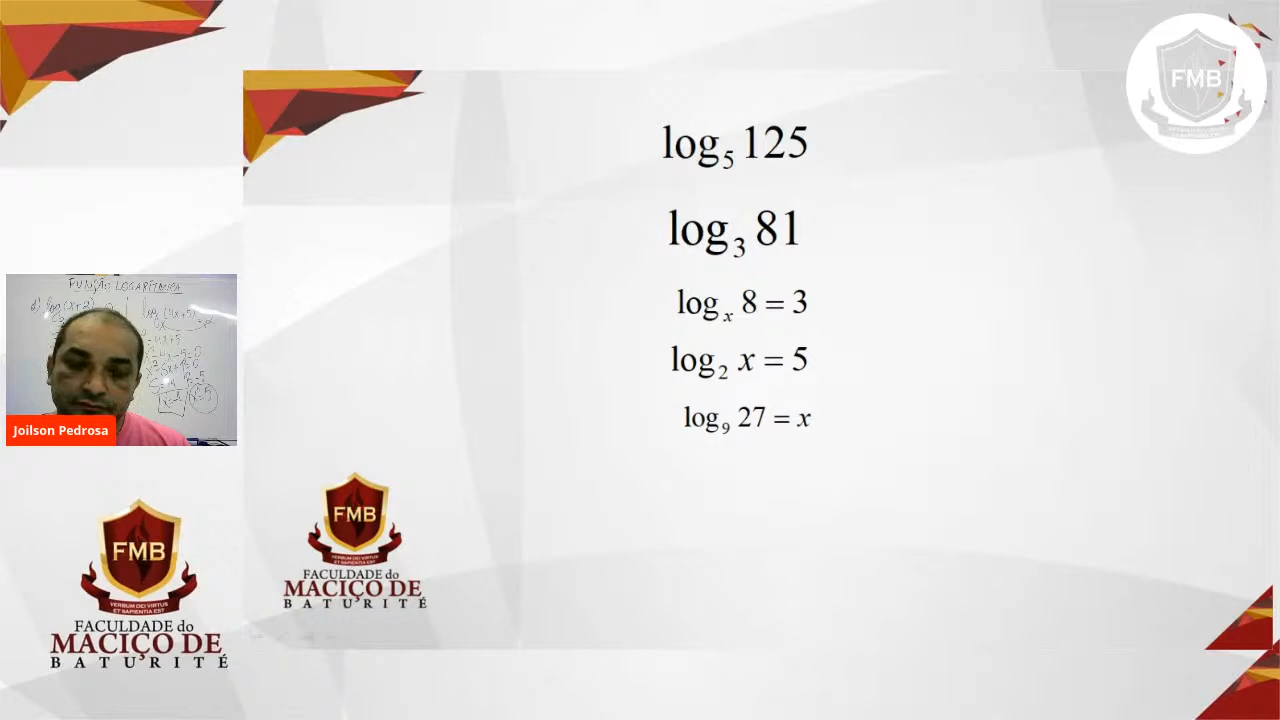 FMB
log₅ 125
log₃ 81
logₓ 8 = 3
log₂ x = 5
log₉ 27 = x
FUNÇÃO LOGARÍTMICA
Joilson Pedrosa
FMB
VERBUM DEI VIRTUS
ET SAPIENTIA EST
FACULDADE do
MACIÇO DE
BATURITÉ
FMB
VERBUM DEI VIRTUS
ET SAPIENTIA EST
FACULDADE do
MACIÇO DE
BATURITÉ